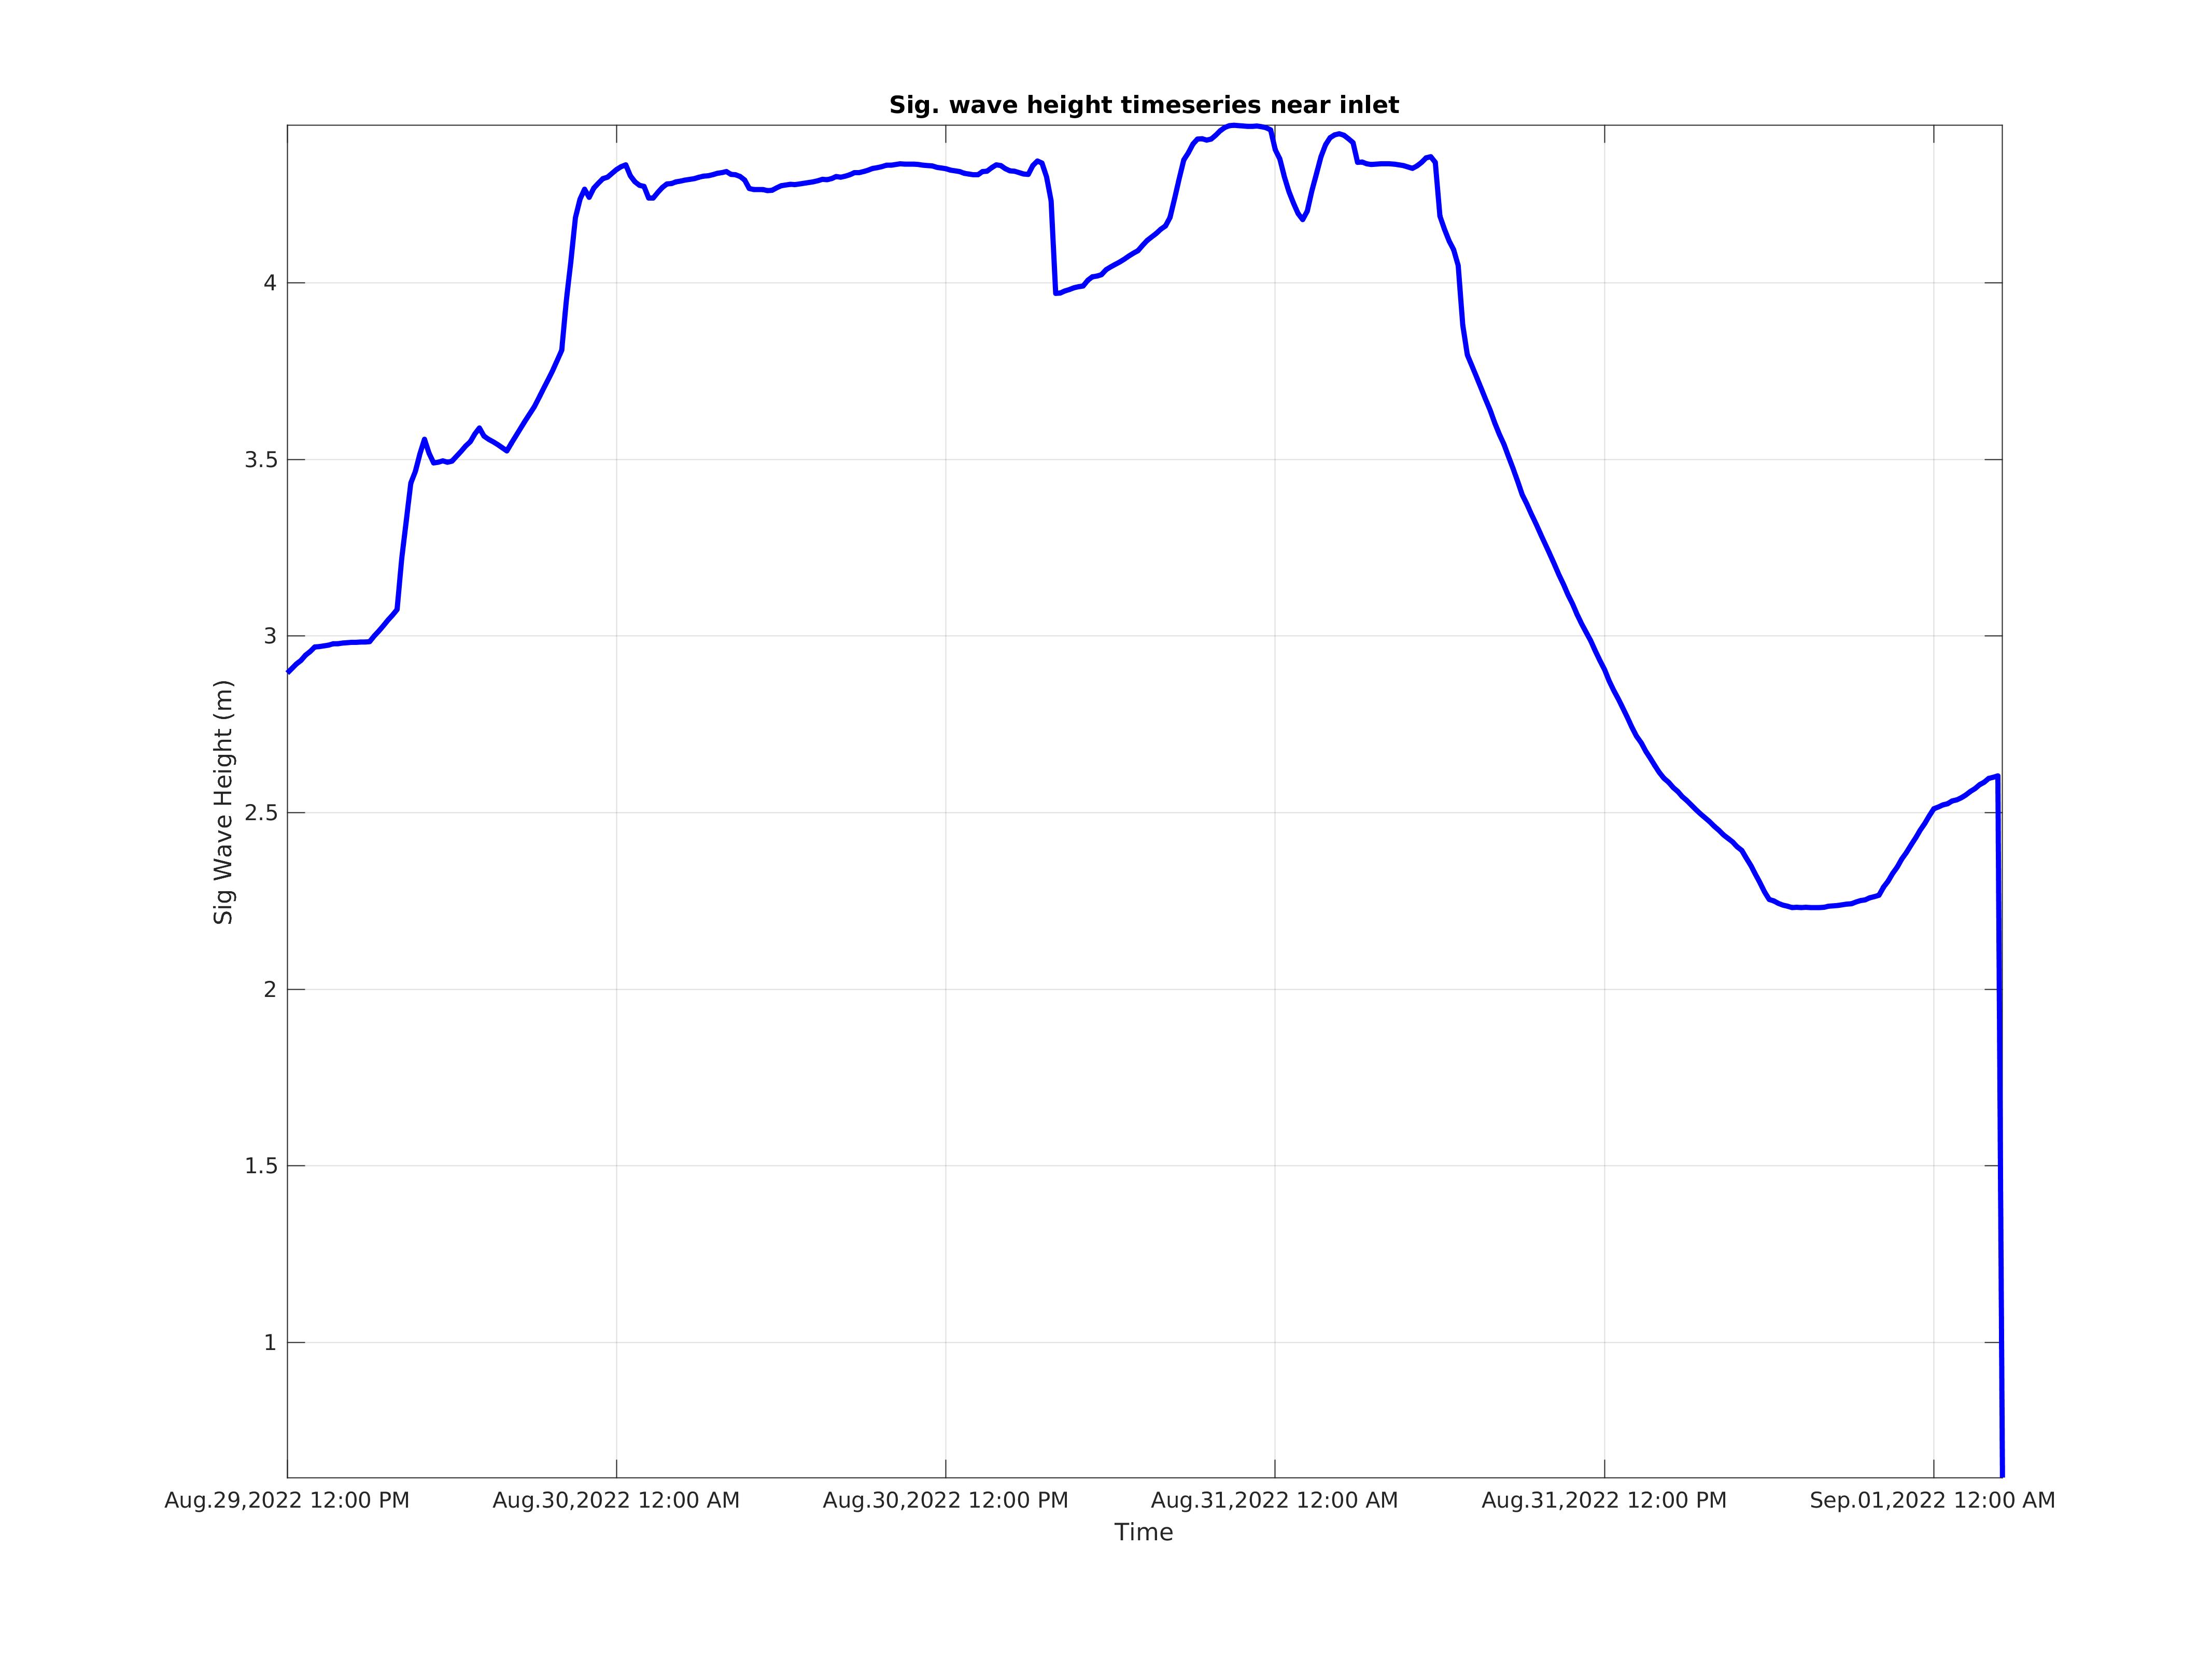 Sig. wave height timeseries near inlet
4
3.5
3
2.5
2
1.5
1
Sig Wave Height (m)
Aug.29,2022 12:00 PM
Aug.30,2022 12:00 AM
Aug.30,2022 12:00 PM
Aug.31,2022 12:00 AM
Aug.31,2022 12:00 PM
Sep.01,2022 12:00 AM
Time